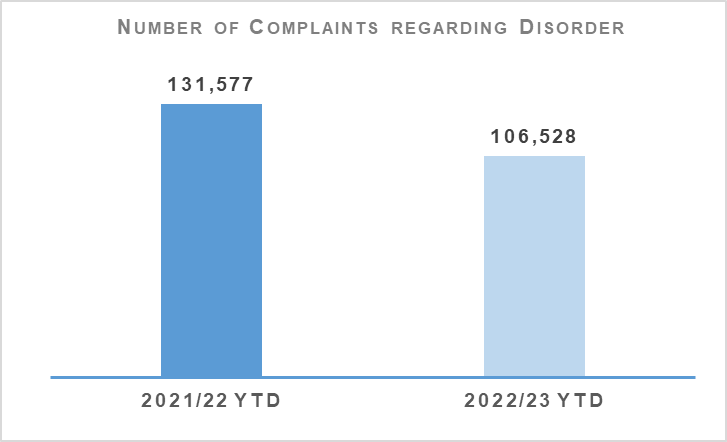 Number of Complaints regarding Disorder
131,577
106,528
2021/22 YTD
2022/23 YTD